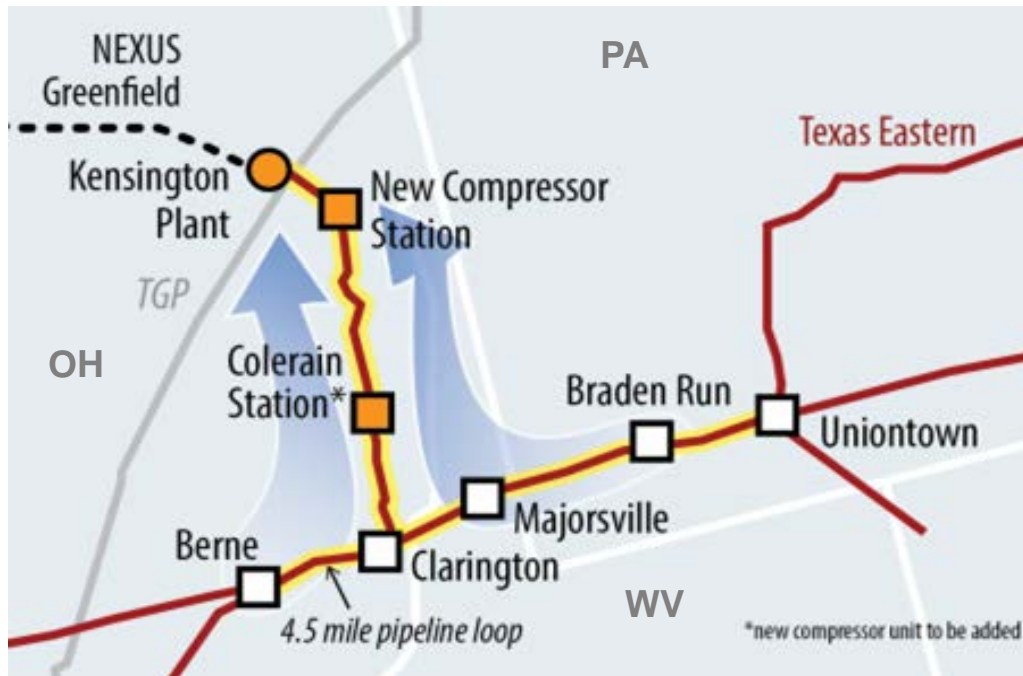 NEXUS
Greenfield
PA
Texas Eastern
Kensington
Plant
New Compressor
Station
TGP
OH
Colerain
Station*
Braden Run
Uniontown
Majorsville
Berne
Clarington
WV
4.5 mile pipeline loop
*new compressor unit to be added